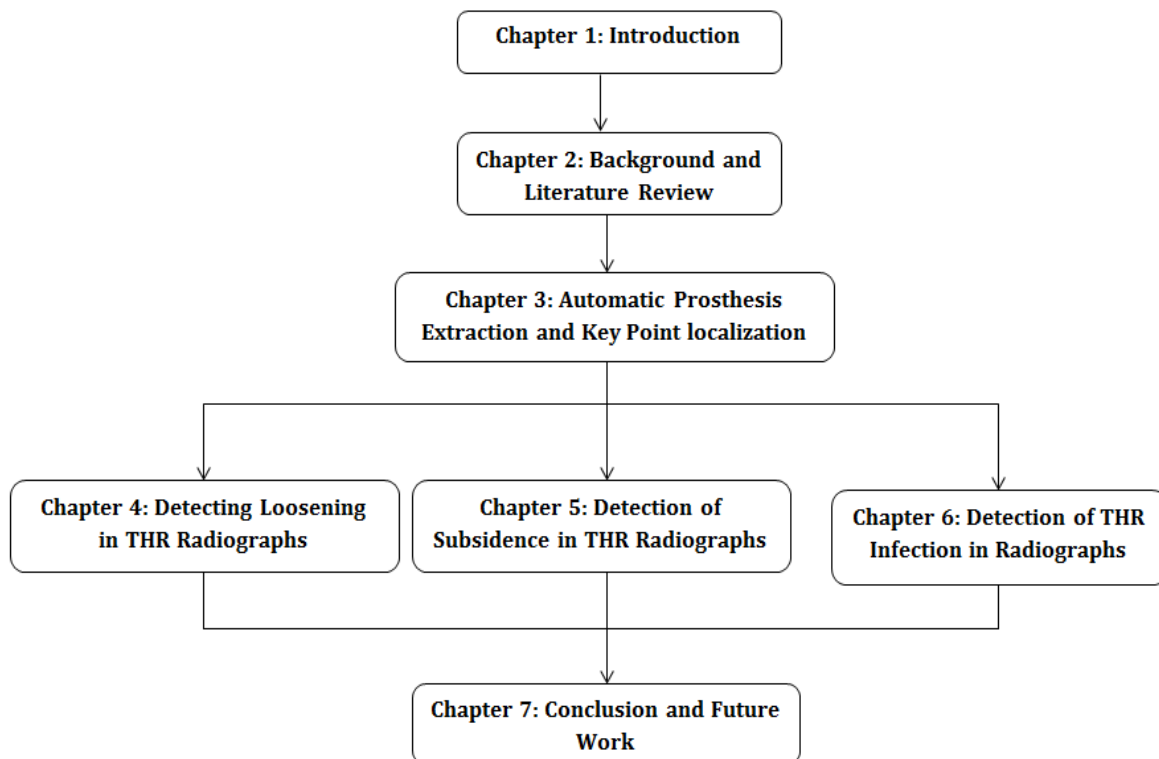 Chapter 1: Introduction
Chapter 2: Background and
Literature Review
Chapter 3: Automatic Prosthesis
Extraction and Key Point localization
Chapter 4: Detecting Loosening
in THR Radiographs
Chapter 5: Detection of
Subsidence in THR Radiographs
Chapter 6: Detection of THR
Infection in Radiographs
Chapter 7: Conclusion and Future
Work